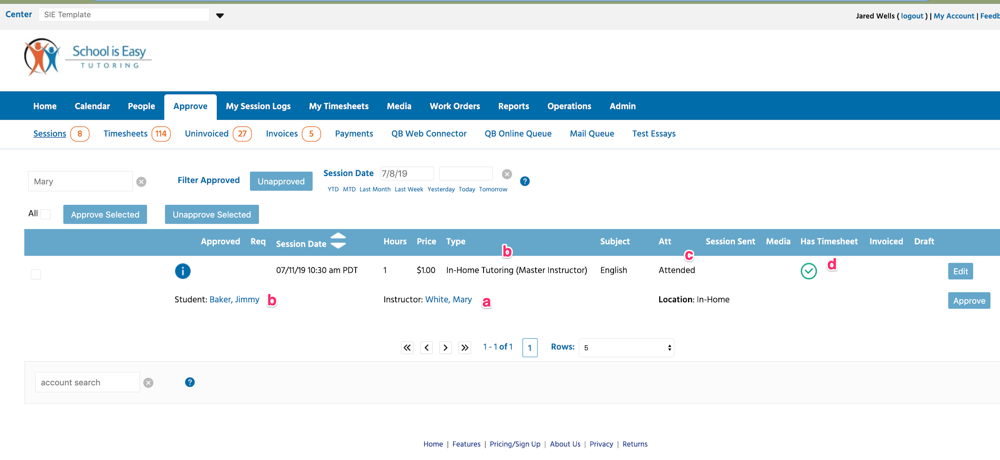 Center SIE Template
Jared Wells ( logout ) | My Account | Feedb
School is Easy
TUTORING
Home Calendar People Approve My Session Logs My Timesheets Media Work Orders Reports Operations Admin
Sessions 8 Timesheets 114 Uninvoiced 27 Invoices 5 Payments QB Web Connector QB Online Queue Mail Queue Test Essays
Mary Filter Approved Unapproved Session Date 7/8/19 ?
YTD MTD Last Month Last Week Yesterday Today Tomorrow
All Approve Selected Unapprove Selected
Approved Req Session Date Hours Price Type b Subject Att c Session Sent Media Has Timesheet Invoiced Draft
i 07/11/19 10:30 am PDT 1 $1.00 In-Home Tutoring (Master Instructor) English Attended d Edit
Student: Baker, Jimmy b Instructor: White, Mary a Location: In-Home Approve
« < > » 1 - 1 of 1 1 Rows: 5
account search ?
Home | Features | Pricing/Sign Up | About Us | Privacy | Returns